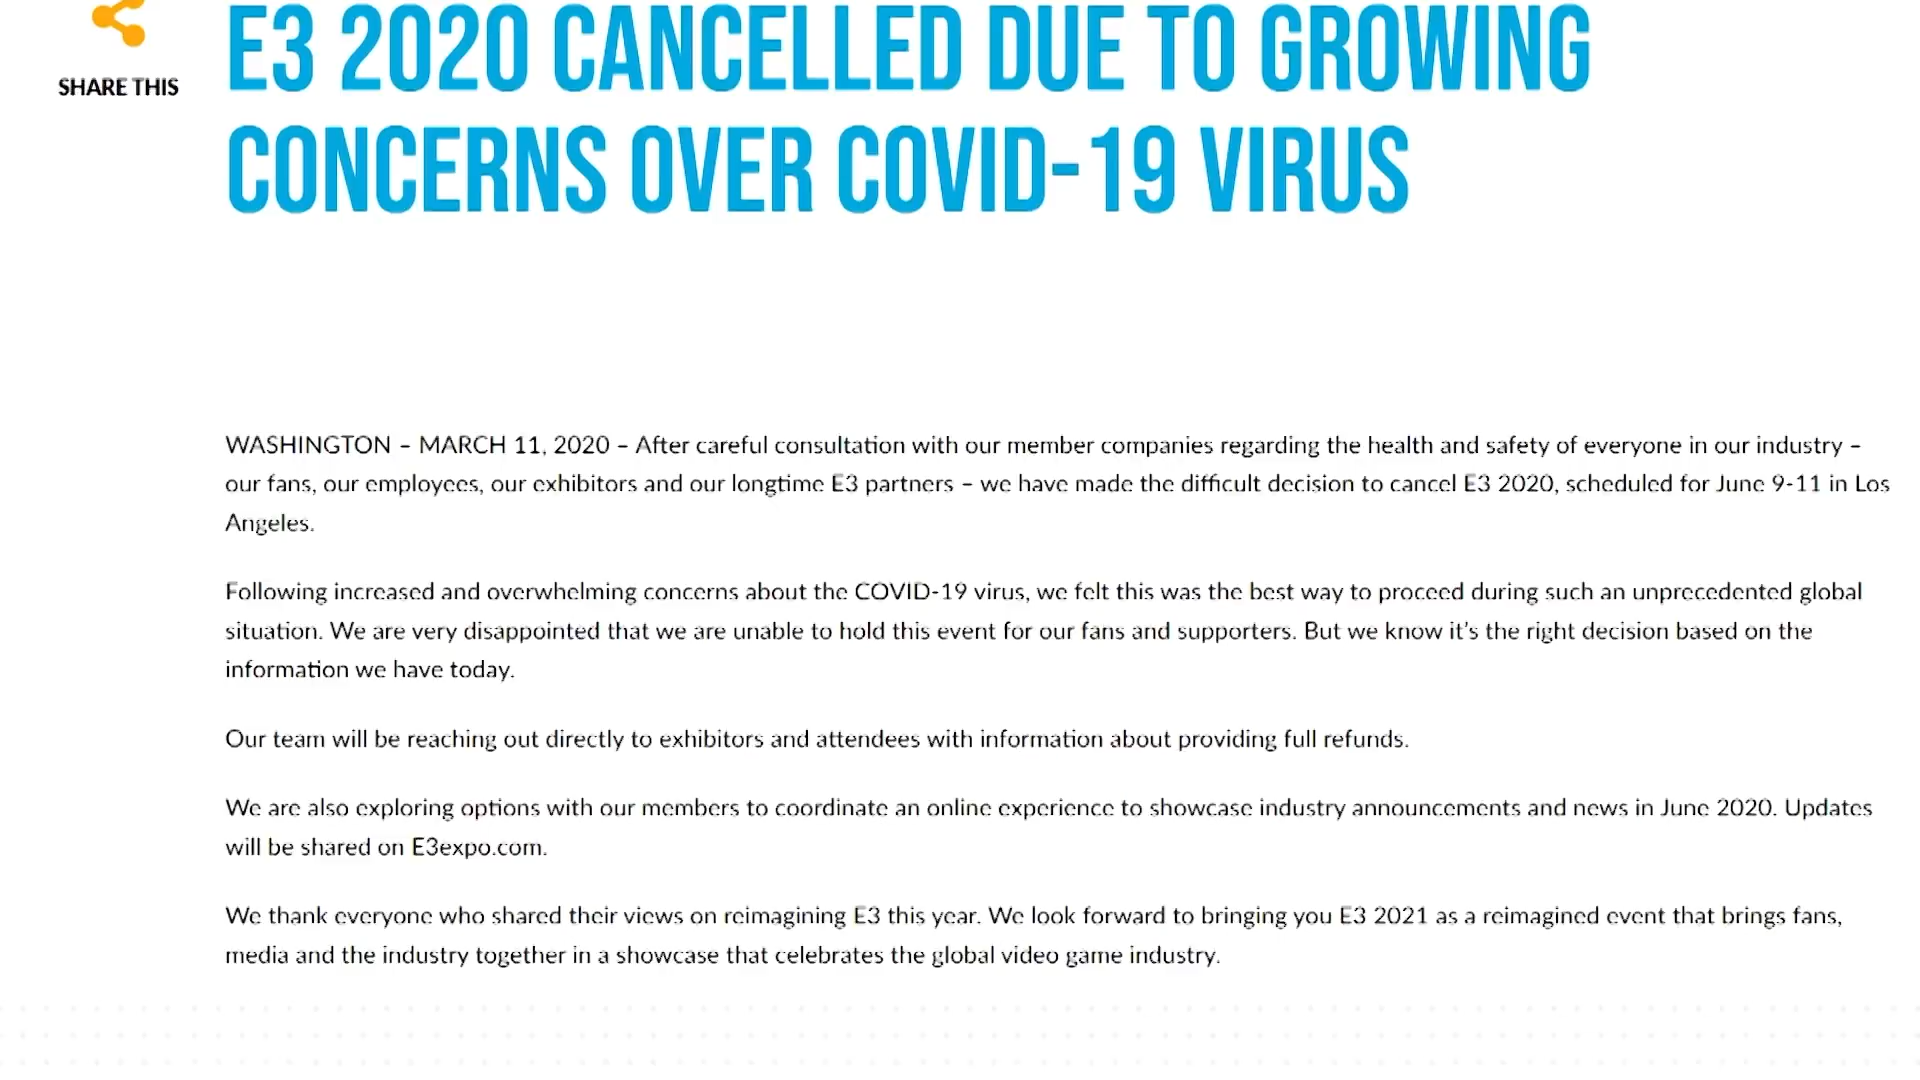 E3 2020 CANCELLED DUE TO GROWING
CONCERNS OVER COVID-19 VIRUS
SHARE THIS
WASHINGTON – MARCH 11, 2020 – After careful consultation with our member companies regarding the health and safety of everyone in our industry –
our fans, our employees, our exhibitors and our longtime E3 partners – we have made the difficult decision to cancel E3 2020, scheduled for June 9-11 in Los
Angeles.
Following increased and overwhelming concerns about the COVID-19 virus, we felt this was the best way to proceed during such an unprecedented global
situation. We are very disappointed that we are unable to hold this event for our fans and supporters. But we know it's the right decision based on the
information we have today.
Our team will be reaching out directly to exhibitors and attendees with information about providing full refunds.
We are also exploring options with our members to coordinate an online experience to showcase industry announcements and news in June 2020. Updates
will be shared on E3expo.com.
We thank everyone who shared their views on reimagining E3 this year. We look forward to bringing you E3 2021 as a reimagined event that brings fans,
media and the industry together in a showcase that celebrates the global video game industry.